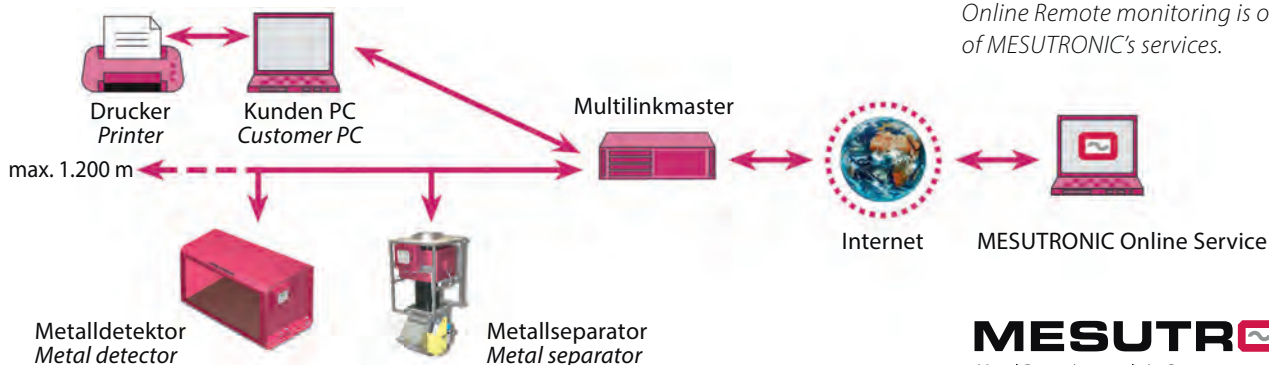 Online Remote monitoring is
of MESUTRONIC's services.
Drucker
Printer
Kunden PC
Customer PC
Multilinkmaster
max. 1.200 m
Internet
MESUTRONIC Online Service
Metalldetektor
Metal detector
Metallseparator
Metal separator